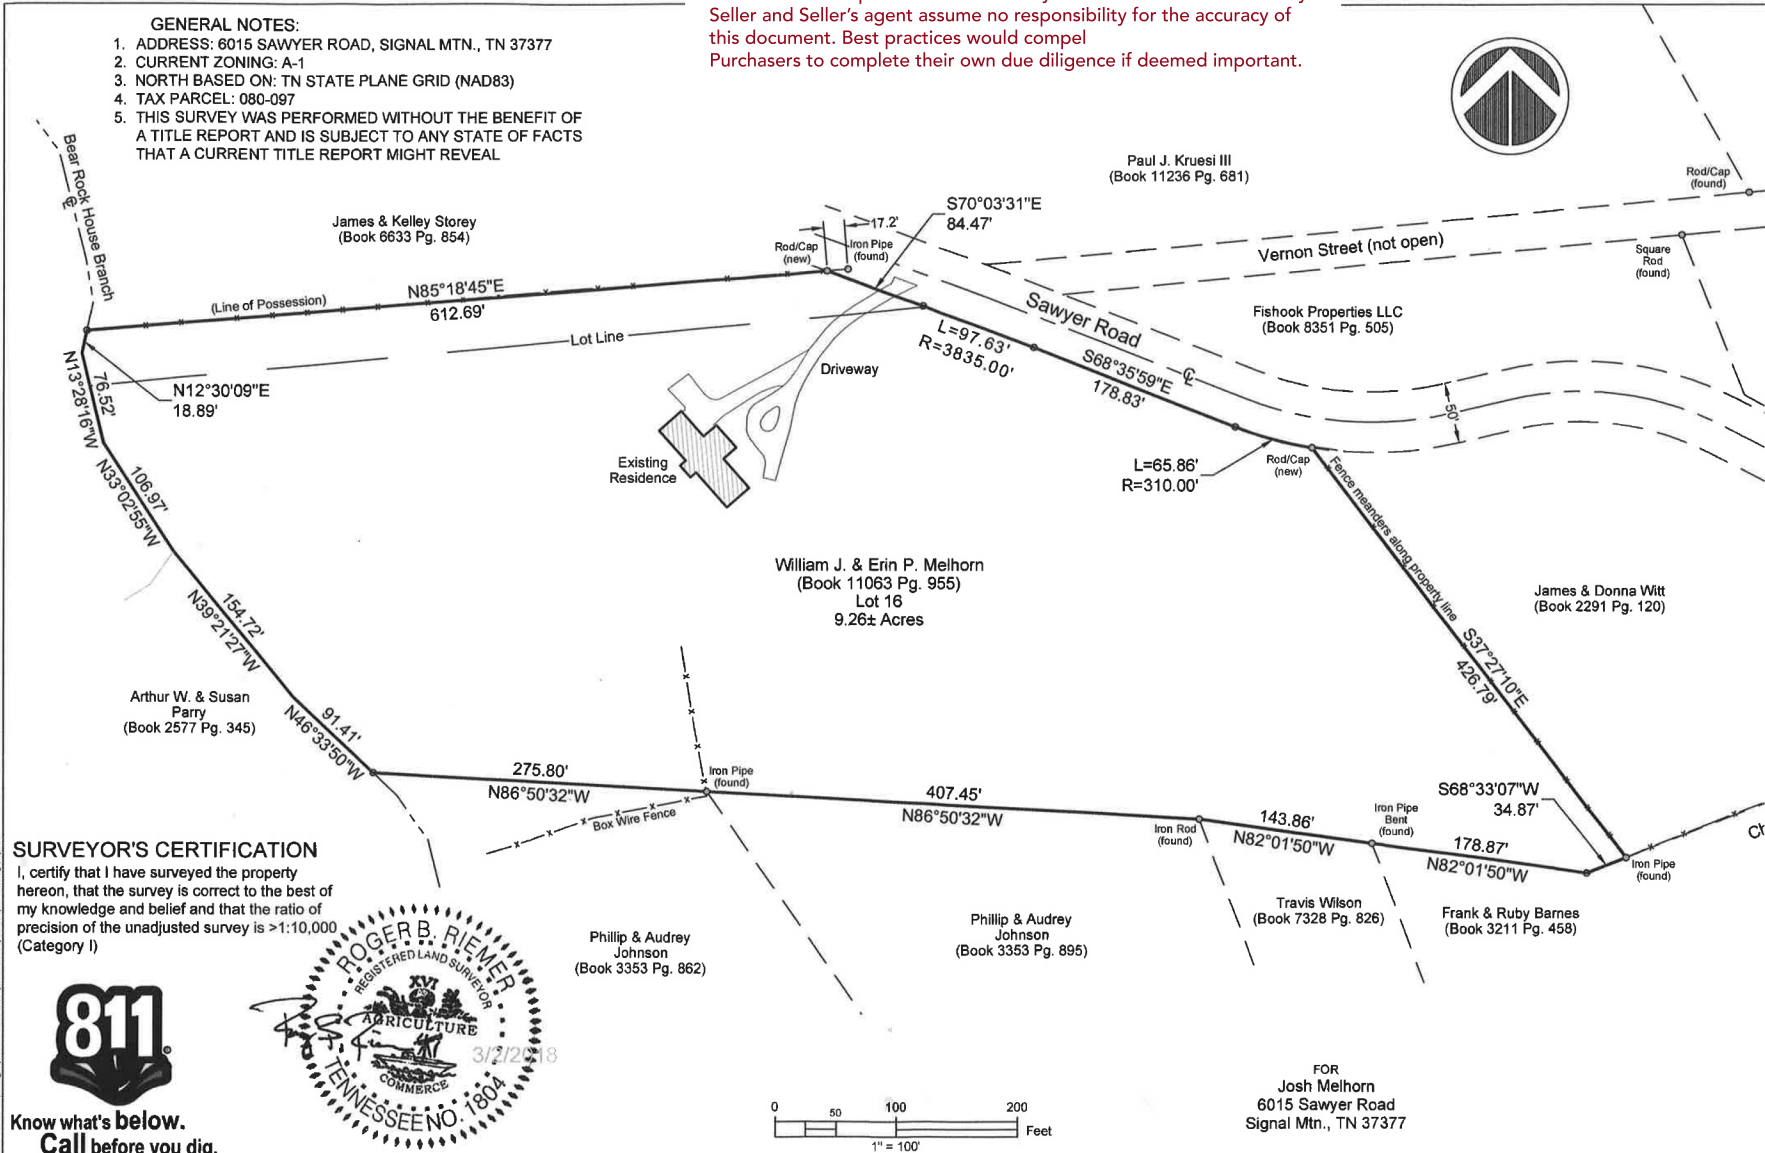 Seller and Seller's agent assume no responsibility for the accuracy of
this document. Best practices would compel
Purchasers to complete their own due diligence if deemed important.
GENERAL NOTES:
1. ADDRESS: 6015 SAWYER ROAD, SIGNAL MTN., TN 37377
2. CURRENT ZONING: A-1
3. NORTH BASED ON: TN STATE PLANE GRID (NAD83)
4. TAX PARCEL: 080-097
5. THIS SURVEY WAS PERFORMED WITHOUT THE BENEFIT OF
A TITLE REPORT AND IS SUBJECT TO ANY STATE OF FACTS
THAT A CURRENT TITLE REPORT MIGHT REVEAL
Bear Rock House Branch
James & Kelley Storey
(Book 6633 Pg. 854)
Paul J. Kruesi III
(Book 11236 Pg. 681)
Rod/Cap
(found)
S70°03'31"E
84.47'
17.2'
Rod/Cap
(new)
Iron Pipe
(found)
Vernon Street (not open)
Square
Rod
(found)
(Line of Possession)
N85°18'45"E
612.69'
Lot Line
Sawyer Road
Fishook Properties LLC
(Book 8351 Pg. 505)
L=97.63'
R=3835.00'
S68°35'59"E
178.83'
Driveway
N12°30'09"E
18.89'
76.52'
N13°28'16"W
50'
106.97'
N33°02'55"W
Existing
Residence
L=65.86'
R=310.00'
Rod/Cap
(new)
Fence meanders along property line
William J. & Erin P. Melhorn
(Book 11063 Pg. 955)
Lot 16
9.26± Acres
James & Donna Witt
(Book 2291 Pg. 120)
154.72'
N39°21'27"W
S37°27'10"E
426.79'
Arthur W. & Susan
Parry
(Book 2577 Pg. 345)
91.41'
N46°33'50"W
275.80'
N86°50'32"W
Iron Pipe
(found)
Box Wire Fence
407.45'
N86°50'32"W
Iron Rod
(found)
143.86'
N82°01'50"W
Iron Pipe
Bent
(found)
S68°33'07"W
34.87'
178.87'
N82°01'50"W
Iron Pipe
(found)
SURVEYOR'S CERTIFICATION
I, certify that I have surveyed the property
hereon, that the survey is correct to the best of
my knowledge and belief and that the ratio of
precision of the unadjusted survey is >1:10,000
(Category I)
Phillip & Audrey
Johnson
(Book 3353 Pg. 862)
Phillip & Audrey
Johnson
(Book 3353 Pg. 895)
Travis Wilson
(Book 7328 Pg. 826)
Frank & Ruby Barnes
(Book 3211 Pg. 458)
ROGER B. RIEMER
REGISTERED LAND SURVEYOR
XVI
AGRICULTURE
COMMERCE
TENNESSEE NO. 1804
3/2/2018
811
Know what's below.
Call before you dig.
0 50 100 200
Feet
1" = 100'
FOR
Josh Melhorn
6015 Sawyer Road
Signal Mtn., TN 37377